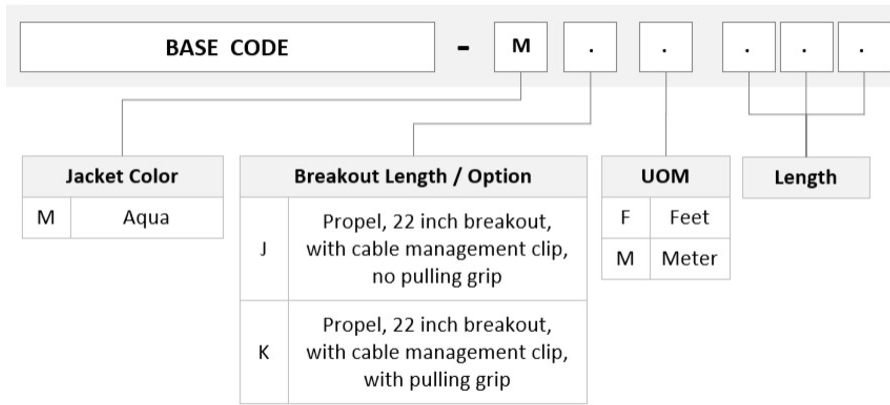 BASE CODE - M . . . . .
Jacket Color
M Aqua
Breakout Length / Option
J Propel, 22 inch breakout,
with cable management clip,
no pulling grip
K Propel, 22 inch breakout,
with cable management clip,
with pulling grip
UOM
F Feet
M Meter
Length